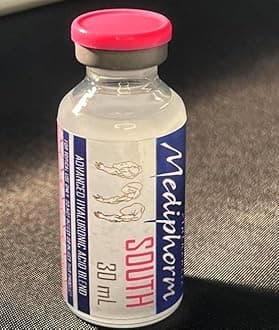 Mediphorm
SOUTH
30 mL
ADVANCED HYALURONIC ACID BLEND